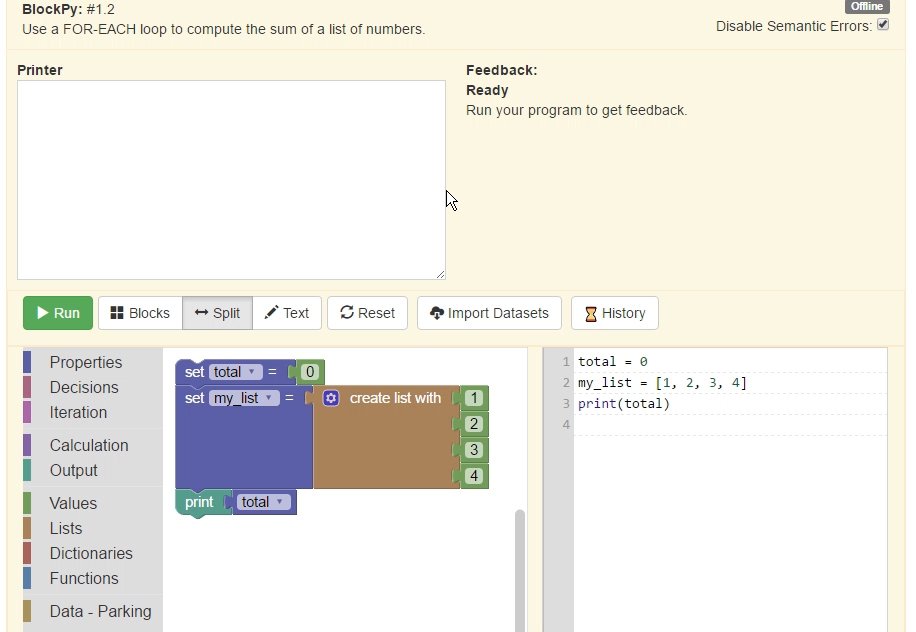 BlockPy: #1.2
Offline
Use a FOR-EACH loop to compute the sum of a list of numbers.
Disable Semantic Errors:
Printer
Feedback:
Ready
Run your program to get feedback.
Run
Blocks
Split
Text
Reset
Import Datasets
History
Properties
Decisions
Iteration
Calculation
Output
Values
Lists
Dictionaries
Functions
Data - Parking
set total = 0
set my_list = create list with 1
2
3
4
print total
1 total = 0
2 my_list = [1, 2, 3, 4]
3 print(total)
4